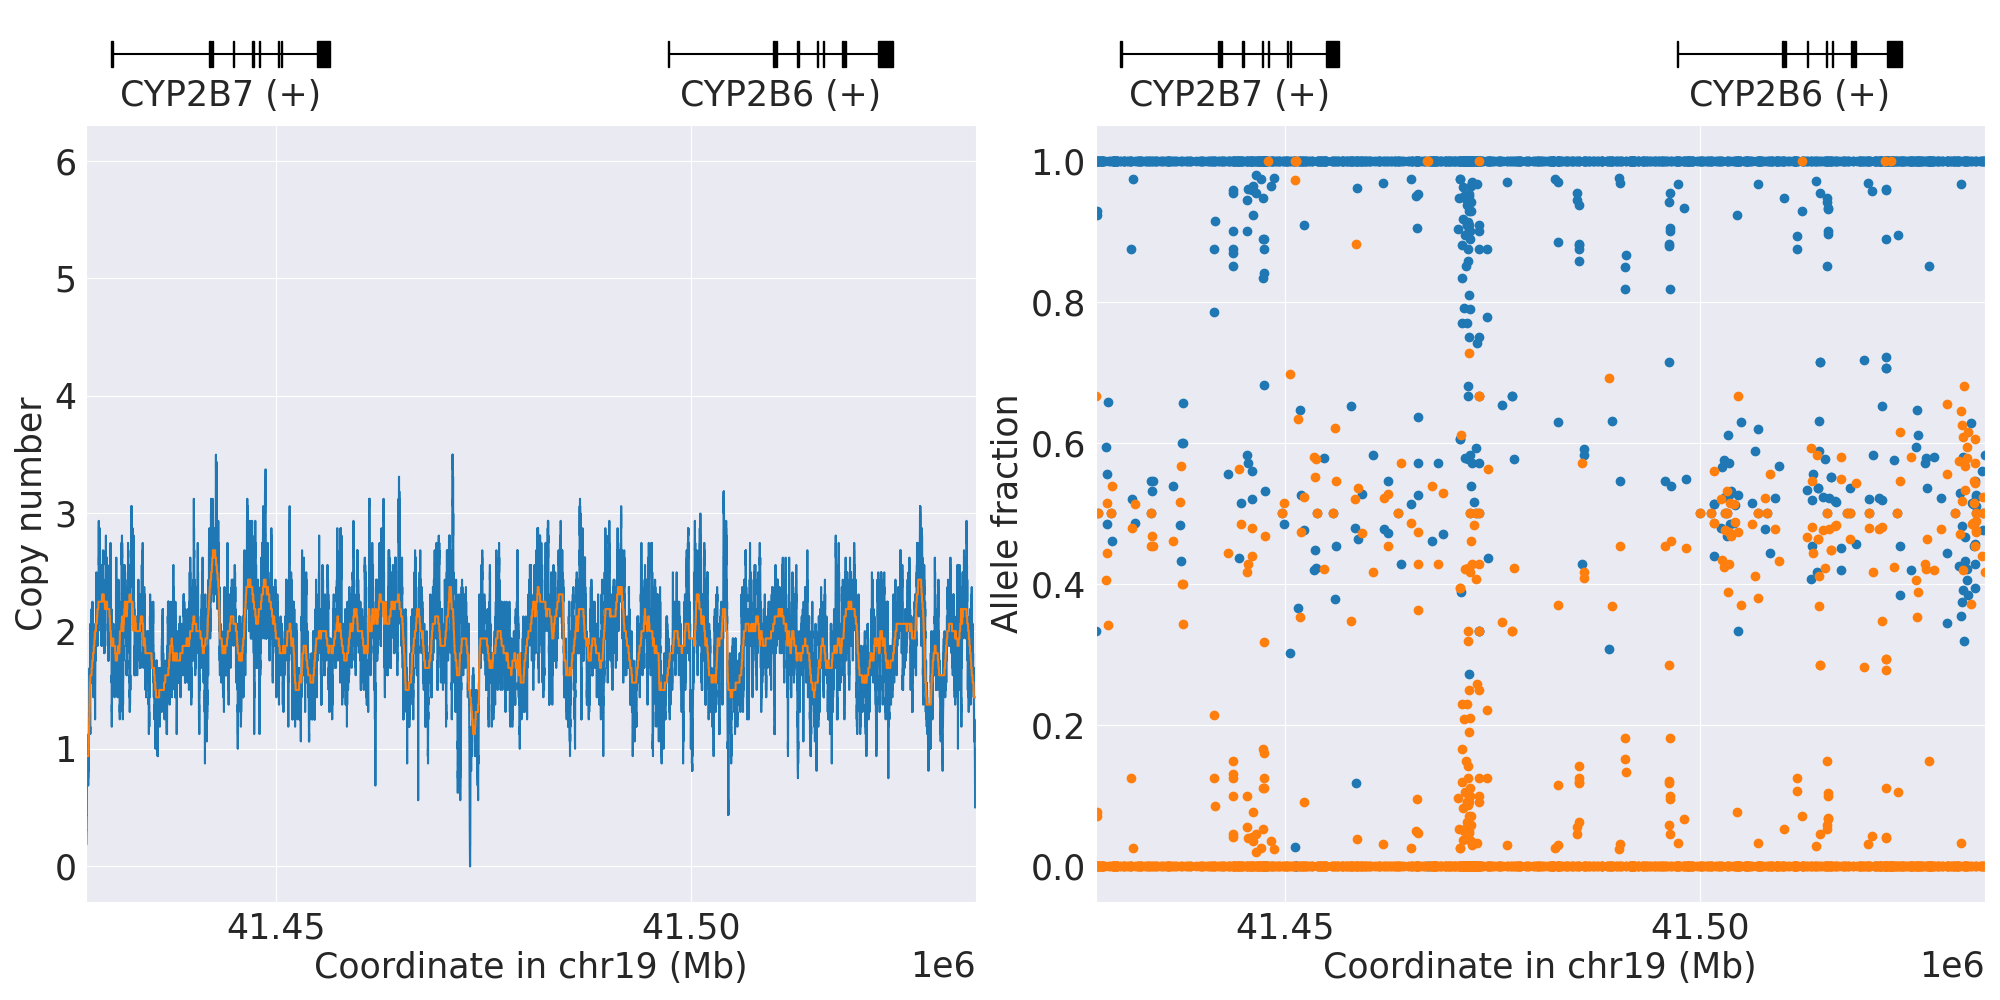 CYP2B7 (+)
CYP2B6 (+)
CYP2B7 (+)
CYP2B6 (+)
Copy number
6
5
4
3
2
1
0
41.45
41.50
Coordinate in chr19 (Mb)
1e6
Allele fraction
1.0
0.8
0.6
0.4
0.2
0.0
41.45
41.50
Coordinate in chr19 (Mb)
1e6